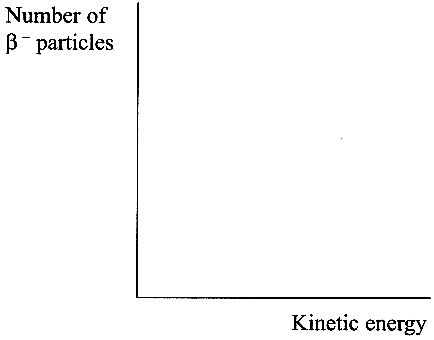 Number of
β⁻ particles
Kinetic energy